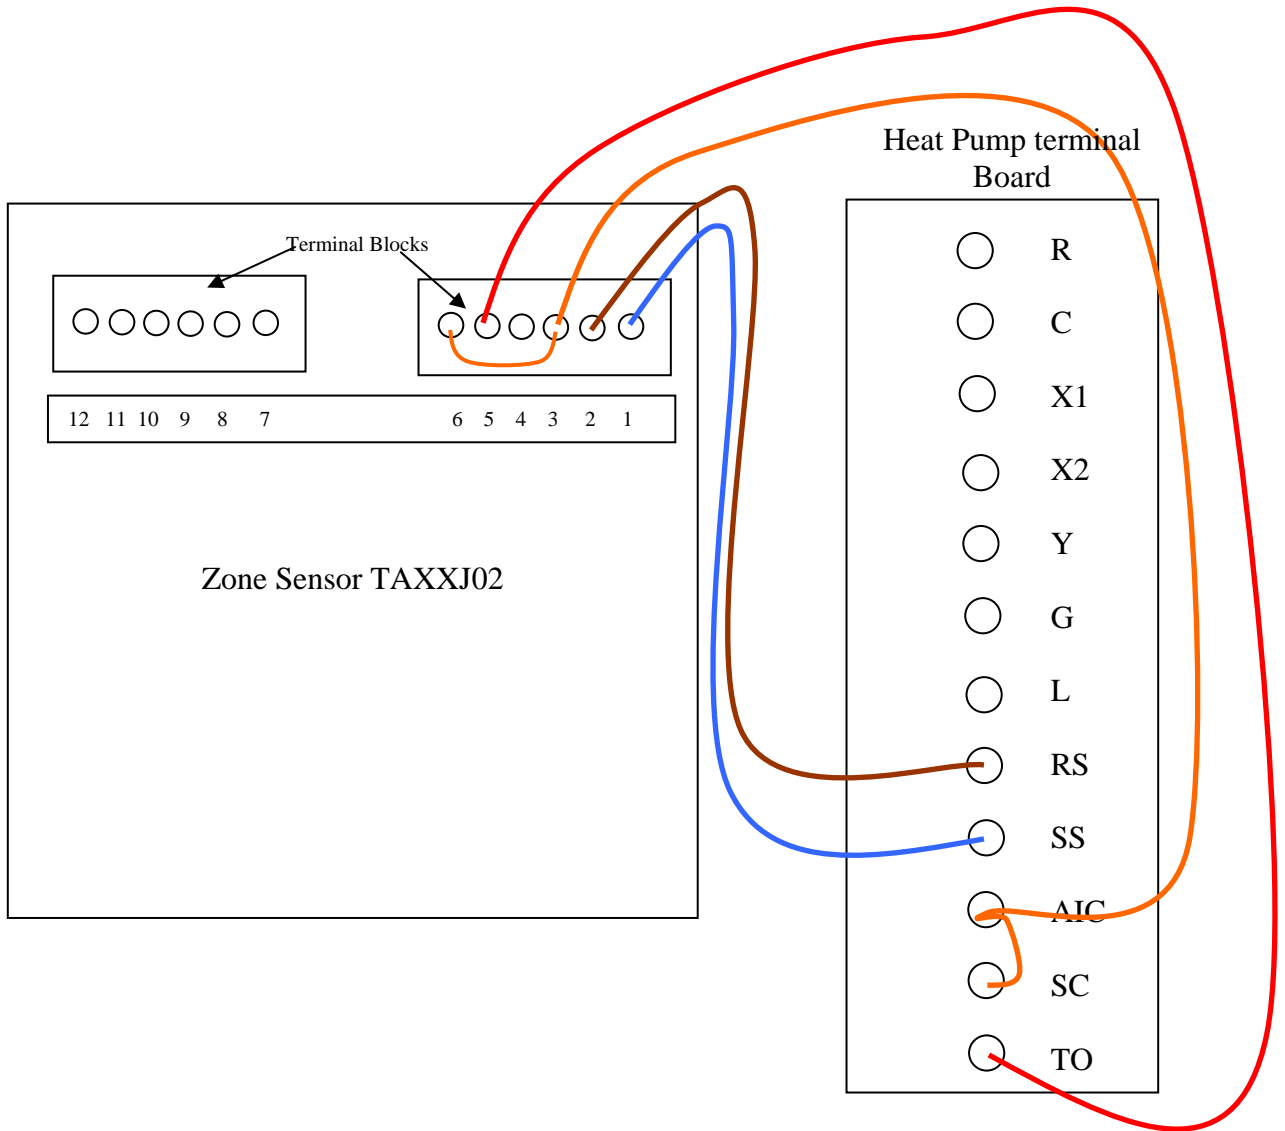 Heat Pump terminal
Board
Terminal Blocks
12 11 10 9 8 7 6 5 4 3 2 1
Zone Sensor TAXXJ02
R
C
X1
X2
Y
G
L
RS
SS
AIC
SC
TO